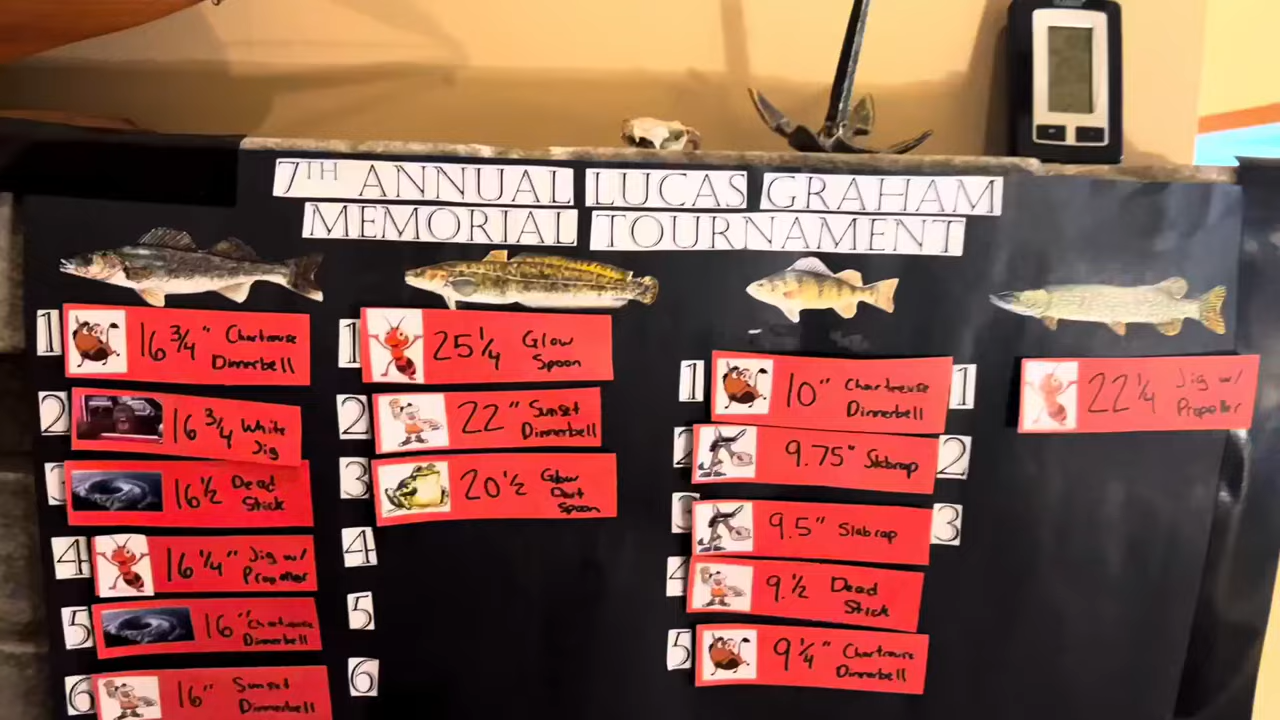 7TH ANNUAL LUCAS GRAHAM
MEMORIAL TOURNAMENT
1
16 3/4" Chartreuse
Dinnerbell
2
16 3/4 White
Jig
3
16 1/2 Dead
Stick
4
16 1/4" Jig w/
Propeller
5
16" Chartreuse
Dinnerbell
6
16" Sunset
Dinnerbell
1
25 1/4 Glow
Spoon
2
22" Sunset
Dinnerbell
3
20 1/2 Glow
Dart
Spoon
4
5
6
1
10" Chartreuse
Dinnerbell
2
9.75" Slabrap
3
9.5" Slabrap
4
9.1/2 Dead
Stick
5
9 1/4" Chartreuse
Dinnerbell
1
22 1/4 Jig w/
Propeller
2
3